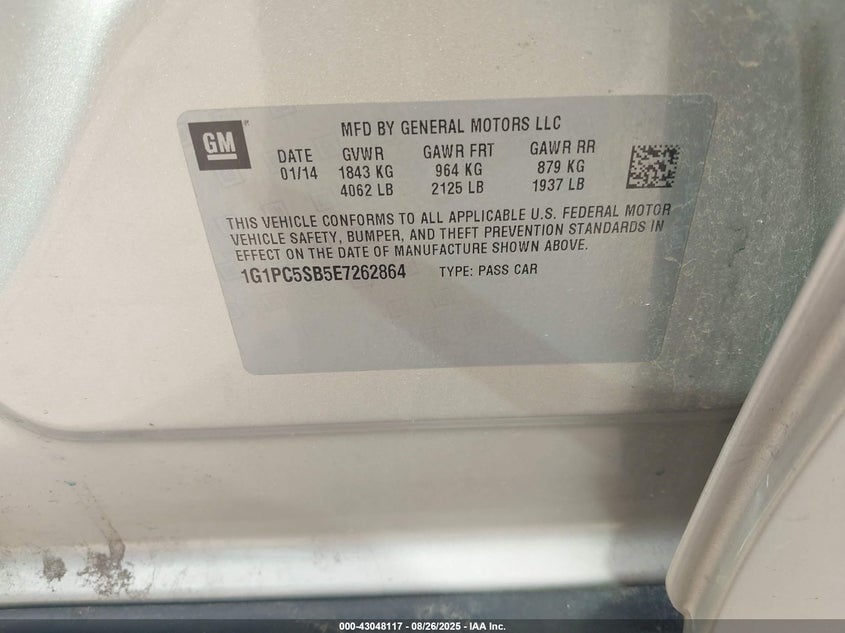 GM
MFD BY GENERAL MOTORS LLC
DATE GVWR GAWR FRT GAWR RR
01/14 1843 KG 964 KG 879 KG
4062 LB 2125 LB 1937 LB
THIS VEHICLE CONFORMS TO ALL APPLICABLE U.S. FEDERAL MOTOR
VEHICLE SAFETY, BUMPER, AND THEFT PREVENTION STANDARDS IN
EFFECT ON THE DATE OF MANUFACTURE SHOWN ABOVE.
1G1PC5SB5E7262864 TYPE: PASS CAR
000-43048117 - 08/26/2025 - IAA Inc.